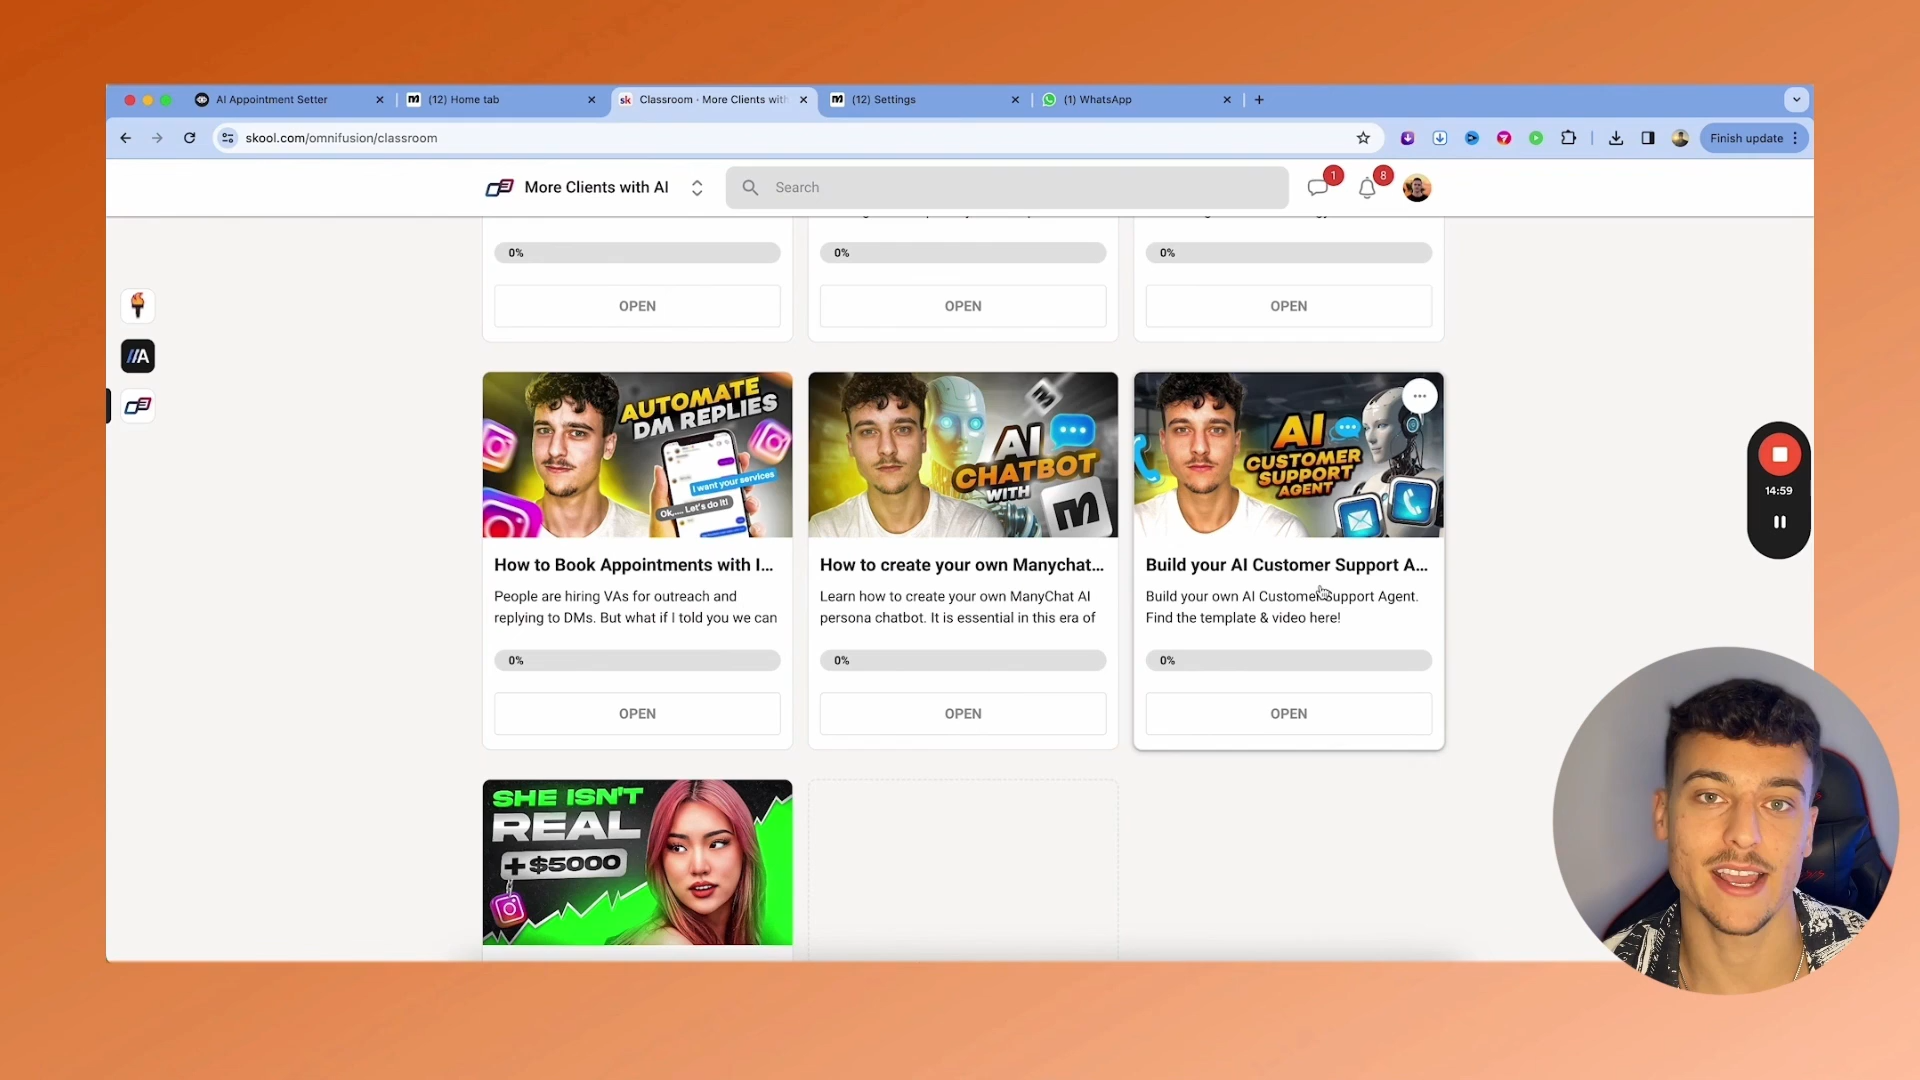 AI Appointment Setter
(12) Home tab
sk
Classroom - More Clients with
(12) Settings
(1) WhatsApp
skool.com/omnifusion/classroom
Finish update
More Clients with AI
Search
1
8
0%
0%
0%
OPEN
OPEN
OPEN
//A
AUTOMATE
DM REPLIES
I want your services
Ok,.... Let's do it!
AI
CHATBOT
WITH
AI
CUSTOMER
SUPPORT
AGENT
14:59
How to Book Appointments with I...
People are hiring VAs for outreach and
replying to DMs. But what if I told you we can
0%
OPEN
How to create your own Manychat...
Learn how to create your own ManyChat AI
persona chatbot. It is essential in this era of
0%
OPEN
Build your AI Customer Support A...
Build your own AI Customer Support Agent.
Find the template & video here!
0%
OPEN
SHE ISN'T
REAL
+$5000